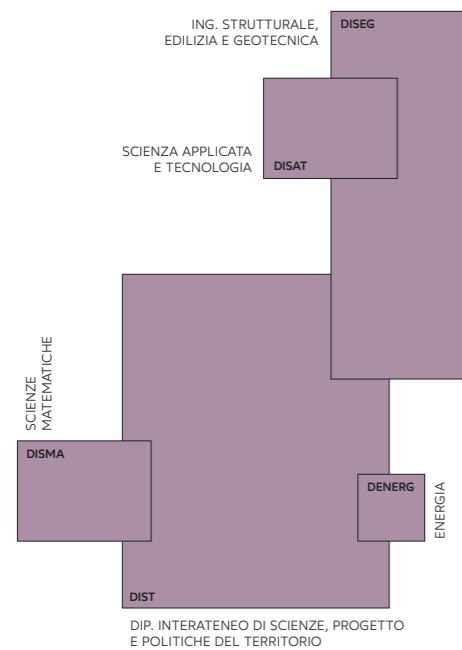 ING. STRUTTURALE,
EDILIZIA E GEOTECNICA
DISEG
SCIENZA APPLICATA
E TECNOLOGIA
DISAT
SCIENZE
MATEMATICHE
DISMA
DENERG
ENERGIA
DIST
DIP. INTERATENEO DI SCIENZE, PROGETTO
E POLITICHE DEL TERRITORIO